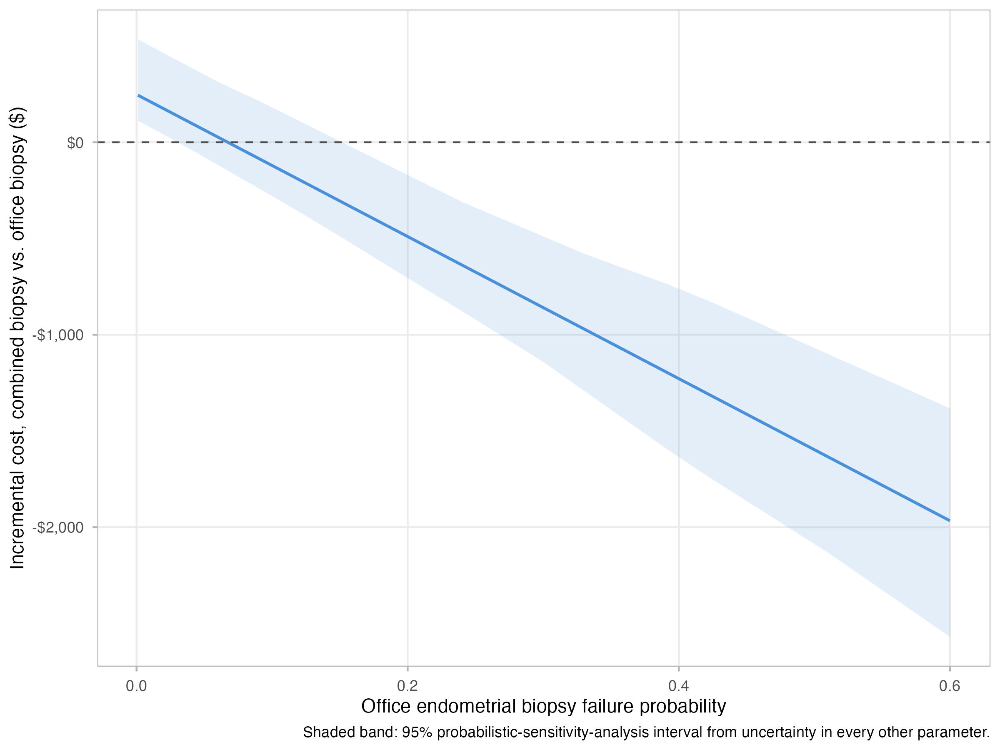 Incremental cost, combined biopsy vs. office biopsy ($)
$0
-$1,000
-$2,000
0.0
0.2
0.4
0.6
Office endometrial biopsy failure probability
Shaded band: 95% probabilistic-sensitivity-analysis interval from uncertainty in every other parameter.